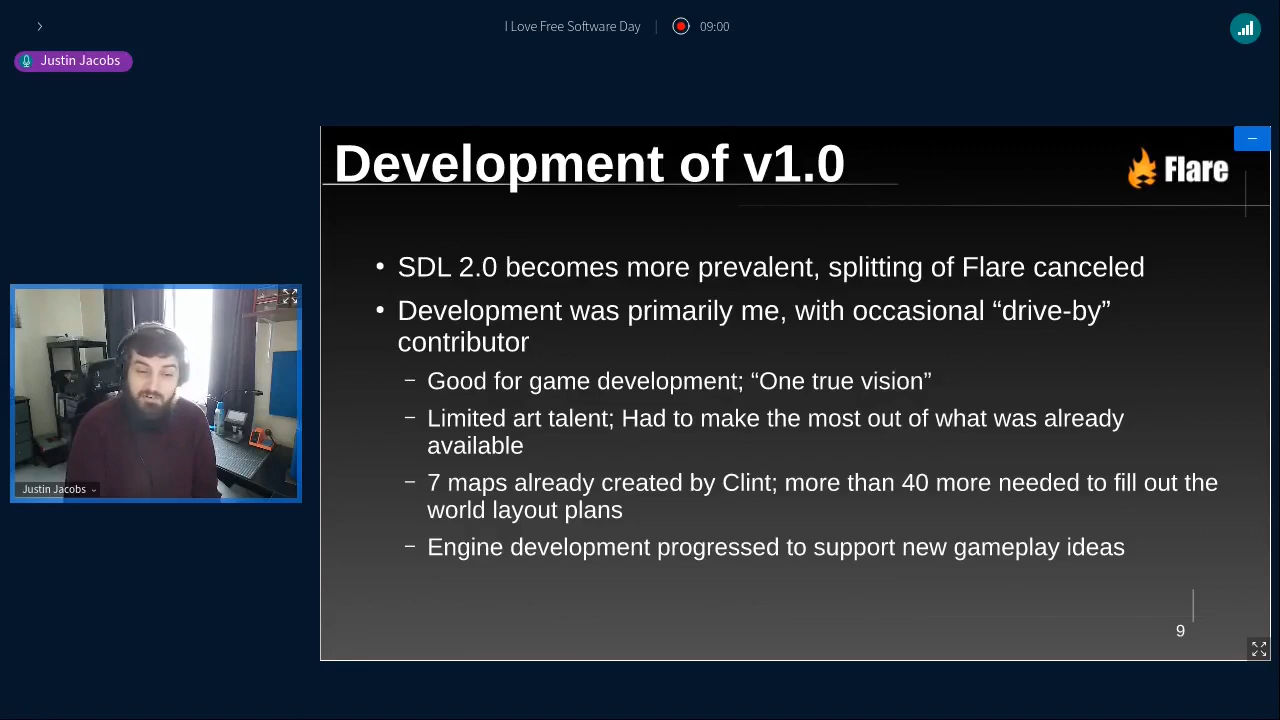 I Love Free Software Day
09:00
Justin Jacobs
Development of v1.0
Flare
• SDL 2.0 becomes more prevalent, splitting of Flare canceled
• Development was primarily me, with occasional “drive-by”
contributor
– Good for game development; “One true vision”
– Limited art talent; Had to make the most out of what was already
available
– 7 maps already created by Clint; more than 40 more needed to fill out the
world layout plans
– Engine development progressed to support new gameplay ideas
9
Justin Jacobs